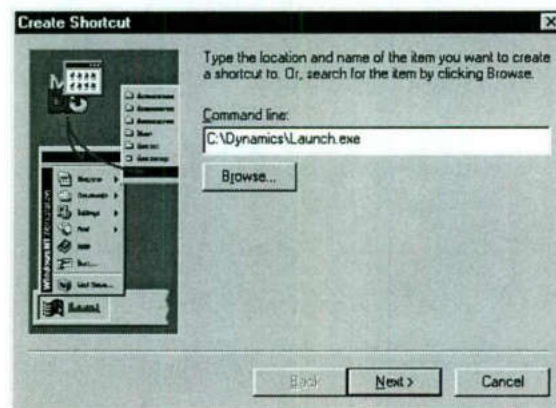 Create Shortcut
Type the location and name of the item you want to create
a shortcut to. Or, search for the item by clicking Browse.
Command line:
C:\Dynamics\Launch.exe
Browse...
Back
Next >
Cancel